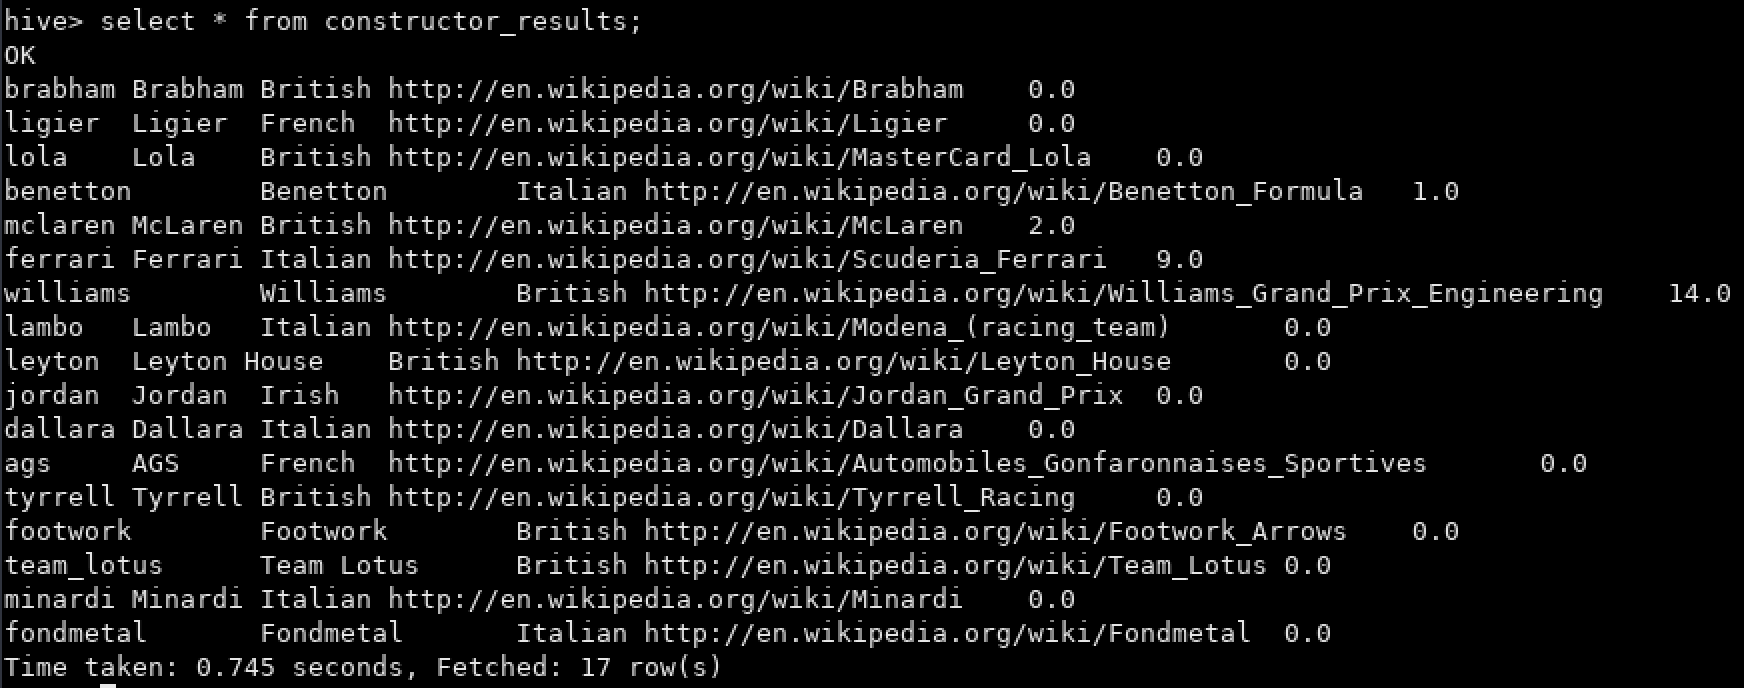 hive> select * from constructor_results;
OK
brabham Brabham British http://en.wikipedia.org/wiki/Brabham 0.0
ligier Ligier French http://en.wikipedia.org/wiki/Ligier 0.0
lola Lola British http://en.wikipedia.org/wiki/MasterCard_Lola 0.0
benetton Benetton Italian http://en.wikipedia.org/wiki/Benetton_Formula 1.0
mclaren McLaren British http://en.wikipedia.org/wiki/McLaren 2.0
ferrari Ferrari Italian http://en.wikipedia.org/wiki/Scuderia_Ferrari 9.0
williams Williams British http://en.wikipedia.org/wiki/Williams_Grand_Prix_Engineering 14.0
lambo Lambo Italian http://en.wikipedia.org/wiki/Modena_(racing_team) 0.0
leyton Leyton House British http://en.wikipedia.org/wiki/Leyton_House 0.0
jordan Jordan Irish http://en.wikipedia.org/wiki/Jordan_Grand_Prix 0.0
dallara Dallara Italian http://en.wikipedia.org/wiki/Dallara 0.0
ags AGS French http://en.wikipedia.org/wiki/Automobiles_Gonfaronnaises_Sportives 0.0
tyrrell Tyrrell British http://en.wikipedia.org/wiki/Tyrrell_Racing 0.0
footwork Footwork British http://en.wikipedia.org/wiki/Footwork_Arrows 0.0
team_lotus Team Lotus British http://en.wikipedia.org/wiki/Team_Lotus 0.0
minardi Minardi Italian http://en.wikipedia.org/wiki/Minardi 0.0
fondmetal Fondmetal Italian http://en.wikipedia.org/wiki/Fondmetal 0.0
Time taken: 0.745 seconds, Fetched: 17 row(s)